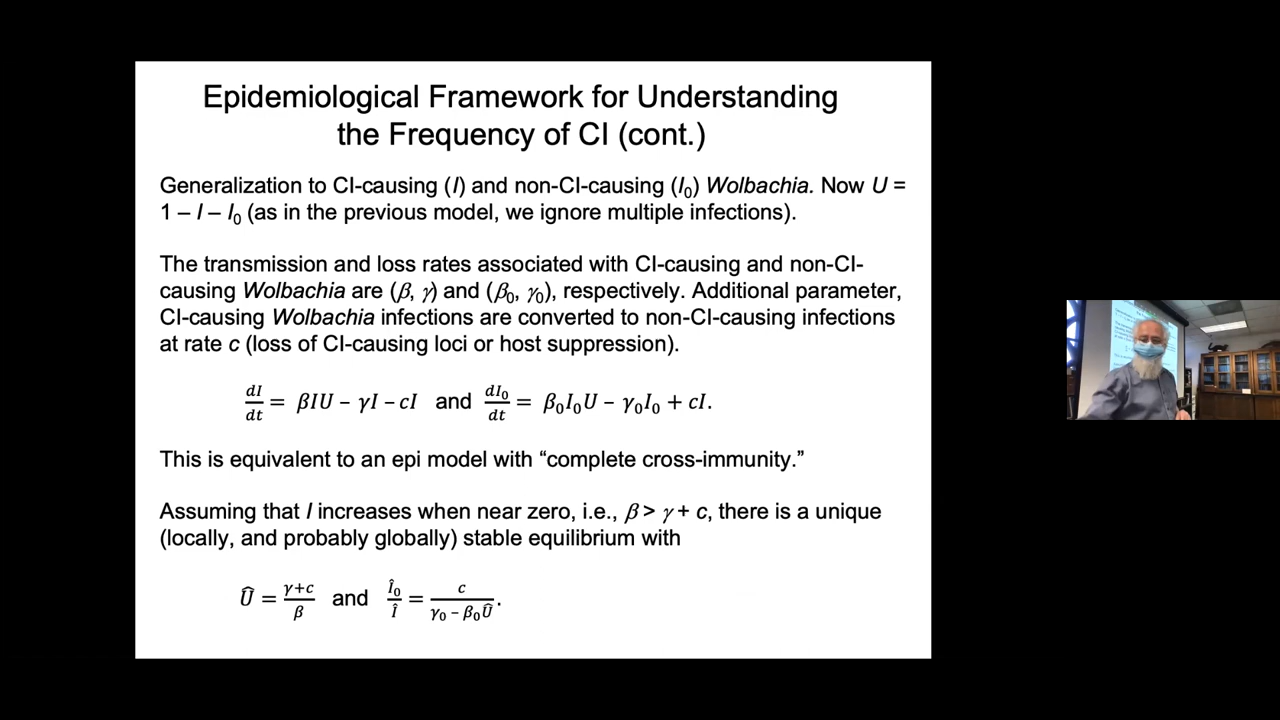 Epidemiological Framework for Understanding
the Frequency of CI (cont.)
Generalization to CI-causing (I) and non-CI-causing (I₀) Wolbachia. Now U =
1 – I – I₀ (as in the previous model, we ignore multiple infections).
The transmission and loss rates associated with CI-causing and non-CI-
causing Wolbachia are (β, γ) and (β₀, γ₀), respectively. Additional parameter,
CI-causing Wolbachia infections are converted to non-CI-causing infections
at rate c (loss of CI-causing loci or host suppression).
dI/dt = βIU – γI – cI and dI₀/dt = β₀I₀U – γ₀I₀ + cI.
This is equivalent to an epi model with “complete cross-immunity.”
Assuming that I increases when near zero, i.e., β > γ + c, there is a unique
(locally, and probably globally) stable equilibrium with
Û = (γ+c)/β and Î₀/Î = c/(γ₀ – β₀Û).